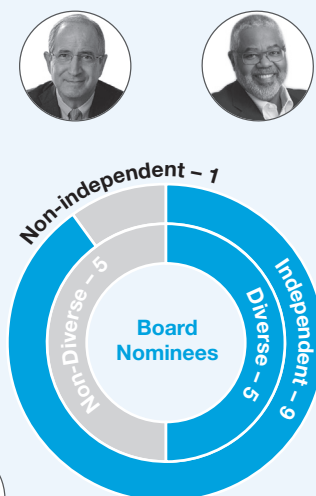 Non-independent – 1
Independent – 9
Non-Diverse – 5
Diverse – 5
Board
Nominees